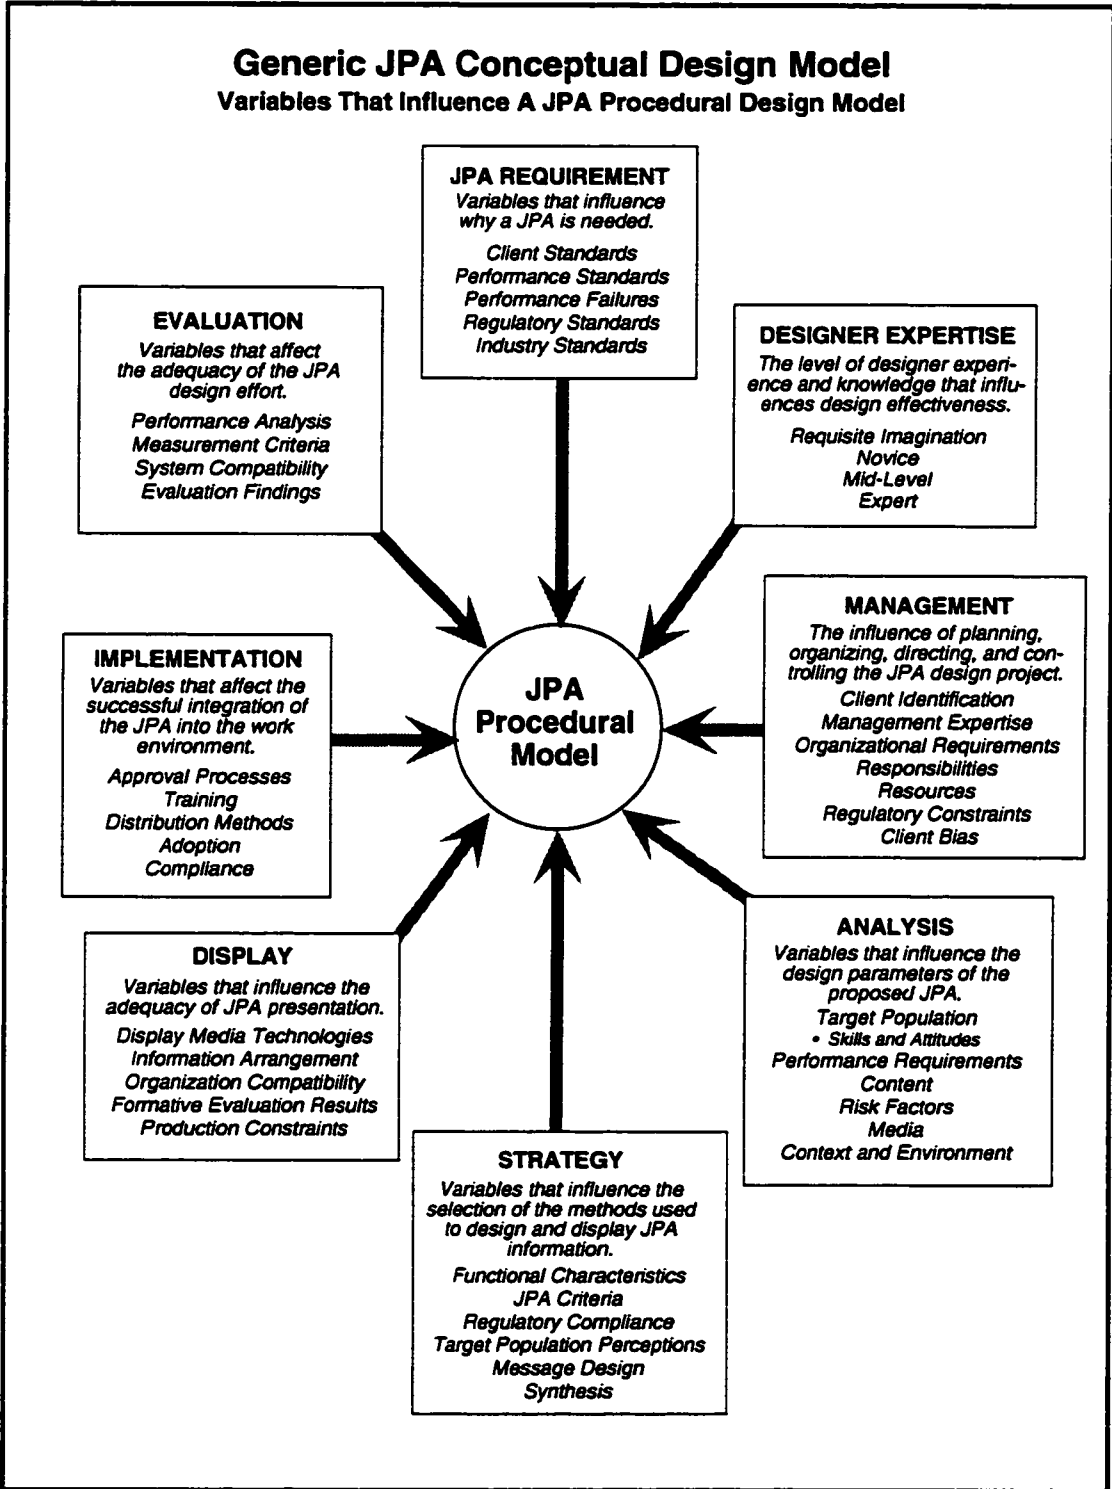 Generic JPA Conceptual Design Model
Variables That Influence A JPA Procedural Design Model
JPA REQUIREMENT
Variables that influence
why a JPA is needed.
Client Standards
Performance Standards
Performance Failures
Regulatory Standards
Industry Standards
EVALUATION
Variables that affect
the adequacy of the JPA
design effort.
Performance Analysis
Measurement Criteria
System Compatibility
Evaluation Findings
DESIGNER EXPERTISE
The level of designer experi-
ence and knowledge that influ-
ences design effectiveness.
Requisite Imagination
Novice
Mid-Level
Expert
MANAGEMENT
The influence of planning,
organizing, directing, and con-
trolling the JPA design project.
Client Identification
Management Expertise
Organizational Requirements
Responsibilities
Resources
Regulatory Constraints
Client Bias
IMPLEMENTATION
Variables that affect the
successful integration of
the JPA into the work
environment.
Approval Processes
Training
Distribution Methods
Adoption
Compliance
JPA
Procedural
Model
ANALYSIS
Variables that influence the
design parameters of the
proposed JPA.
Target Population
• Skills and Attitudes
Performance Requirements
Content
Risk Factors
Media
Context and Environment
DISPLAY
Variables that influence the
adequacy of JPA presentation.
Display Media Technologies
Information Arrangement
Organization Compatibility
Formative Evaluation Results
Production Constraints
STRATEGY
Variables that influence the
selection of the methods used
to design and display JPA
information.
Functional Characteristics
JPA Criteria
Regulatory Compliance
Target Population Perceptions
Message Design
Synthesis